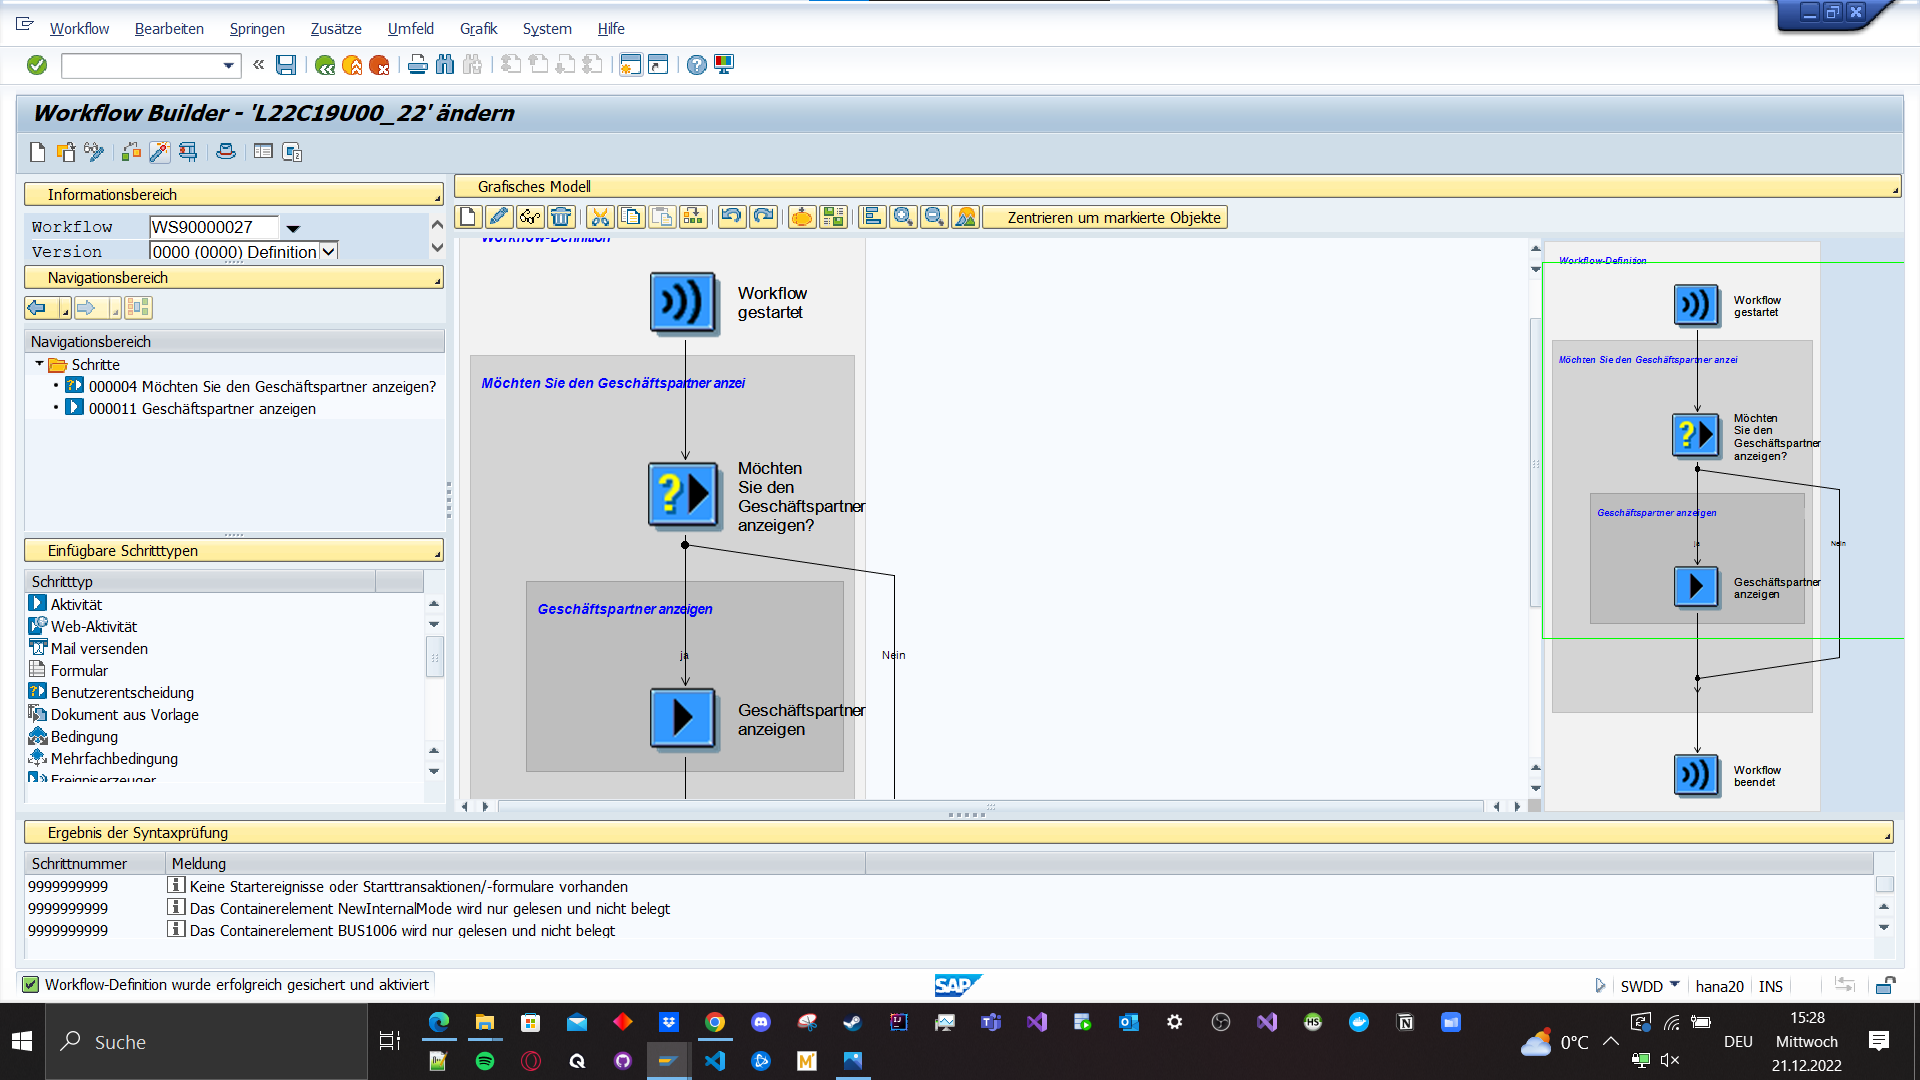 Workflow Bearbeiten Springen Zusätze Umfeld Grafik System Hilfe
Workflow Builder - 'L22C19U00_22' ändern
Informationsbereich
Workflow WS90000027
Version 0000 (0000) Definition
Navigationsbereich
Navigationsbereich
Schritte
000004 Möchten Sie den Geschäftspartner anzeigen?
000011 Geschäftspartner anzeigen
Einfügbare Schritttypen
Schritttyp
Aktivität
Web-Aktivität
Mail versenden
Formular
Benutzerentscheidung
Dokument aus Vorlage
Bedingung
Mehrfachbedingung
Ereigniserzeuger
Grafisches Modell
Zentrieren um markierte Objekte
Workflow-Definition
Workflow
gestartet
Möchten Sie den Geschäftspartner anzei
Möchten
Sie den
Geschäftspartner
anzeigen?
Geschäftspartner anzeigen
ja
Nein
Geschäftspartner
anzeigen
Workflow-Definition
Workflow
gestartet
Möchten Sie den Geschäftspartner anzei
Möchten
Sie den
Geschäftspartner
anzeigen?
Geschäftspartner anzeigen
ja
Nein
Geschäftspartner
anzeigen
Workflow
beendet
Ergebnis der Syntaxprüfung
Schrittnummer Meldung
9999999999 Keine Startereignisse oder Starttransaktionen/-formulare vorhanden
9999999999 Das Containerelement NewInternalMode wird nur gelesen und nicht belegt
9999999999 Das Containerelement BUS1006 wird nur gelesen und nicht belegt
Workflow-Definition wurde erfolgreich gesichert und aktiviert
SAP
SWDD hana20 INS
Suche
0°C
DEU
15:28
Mittwoch
21.12.2022